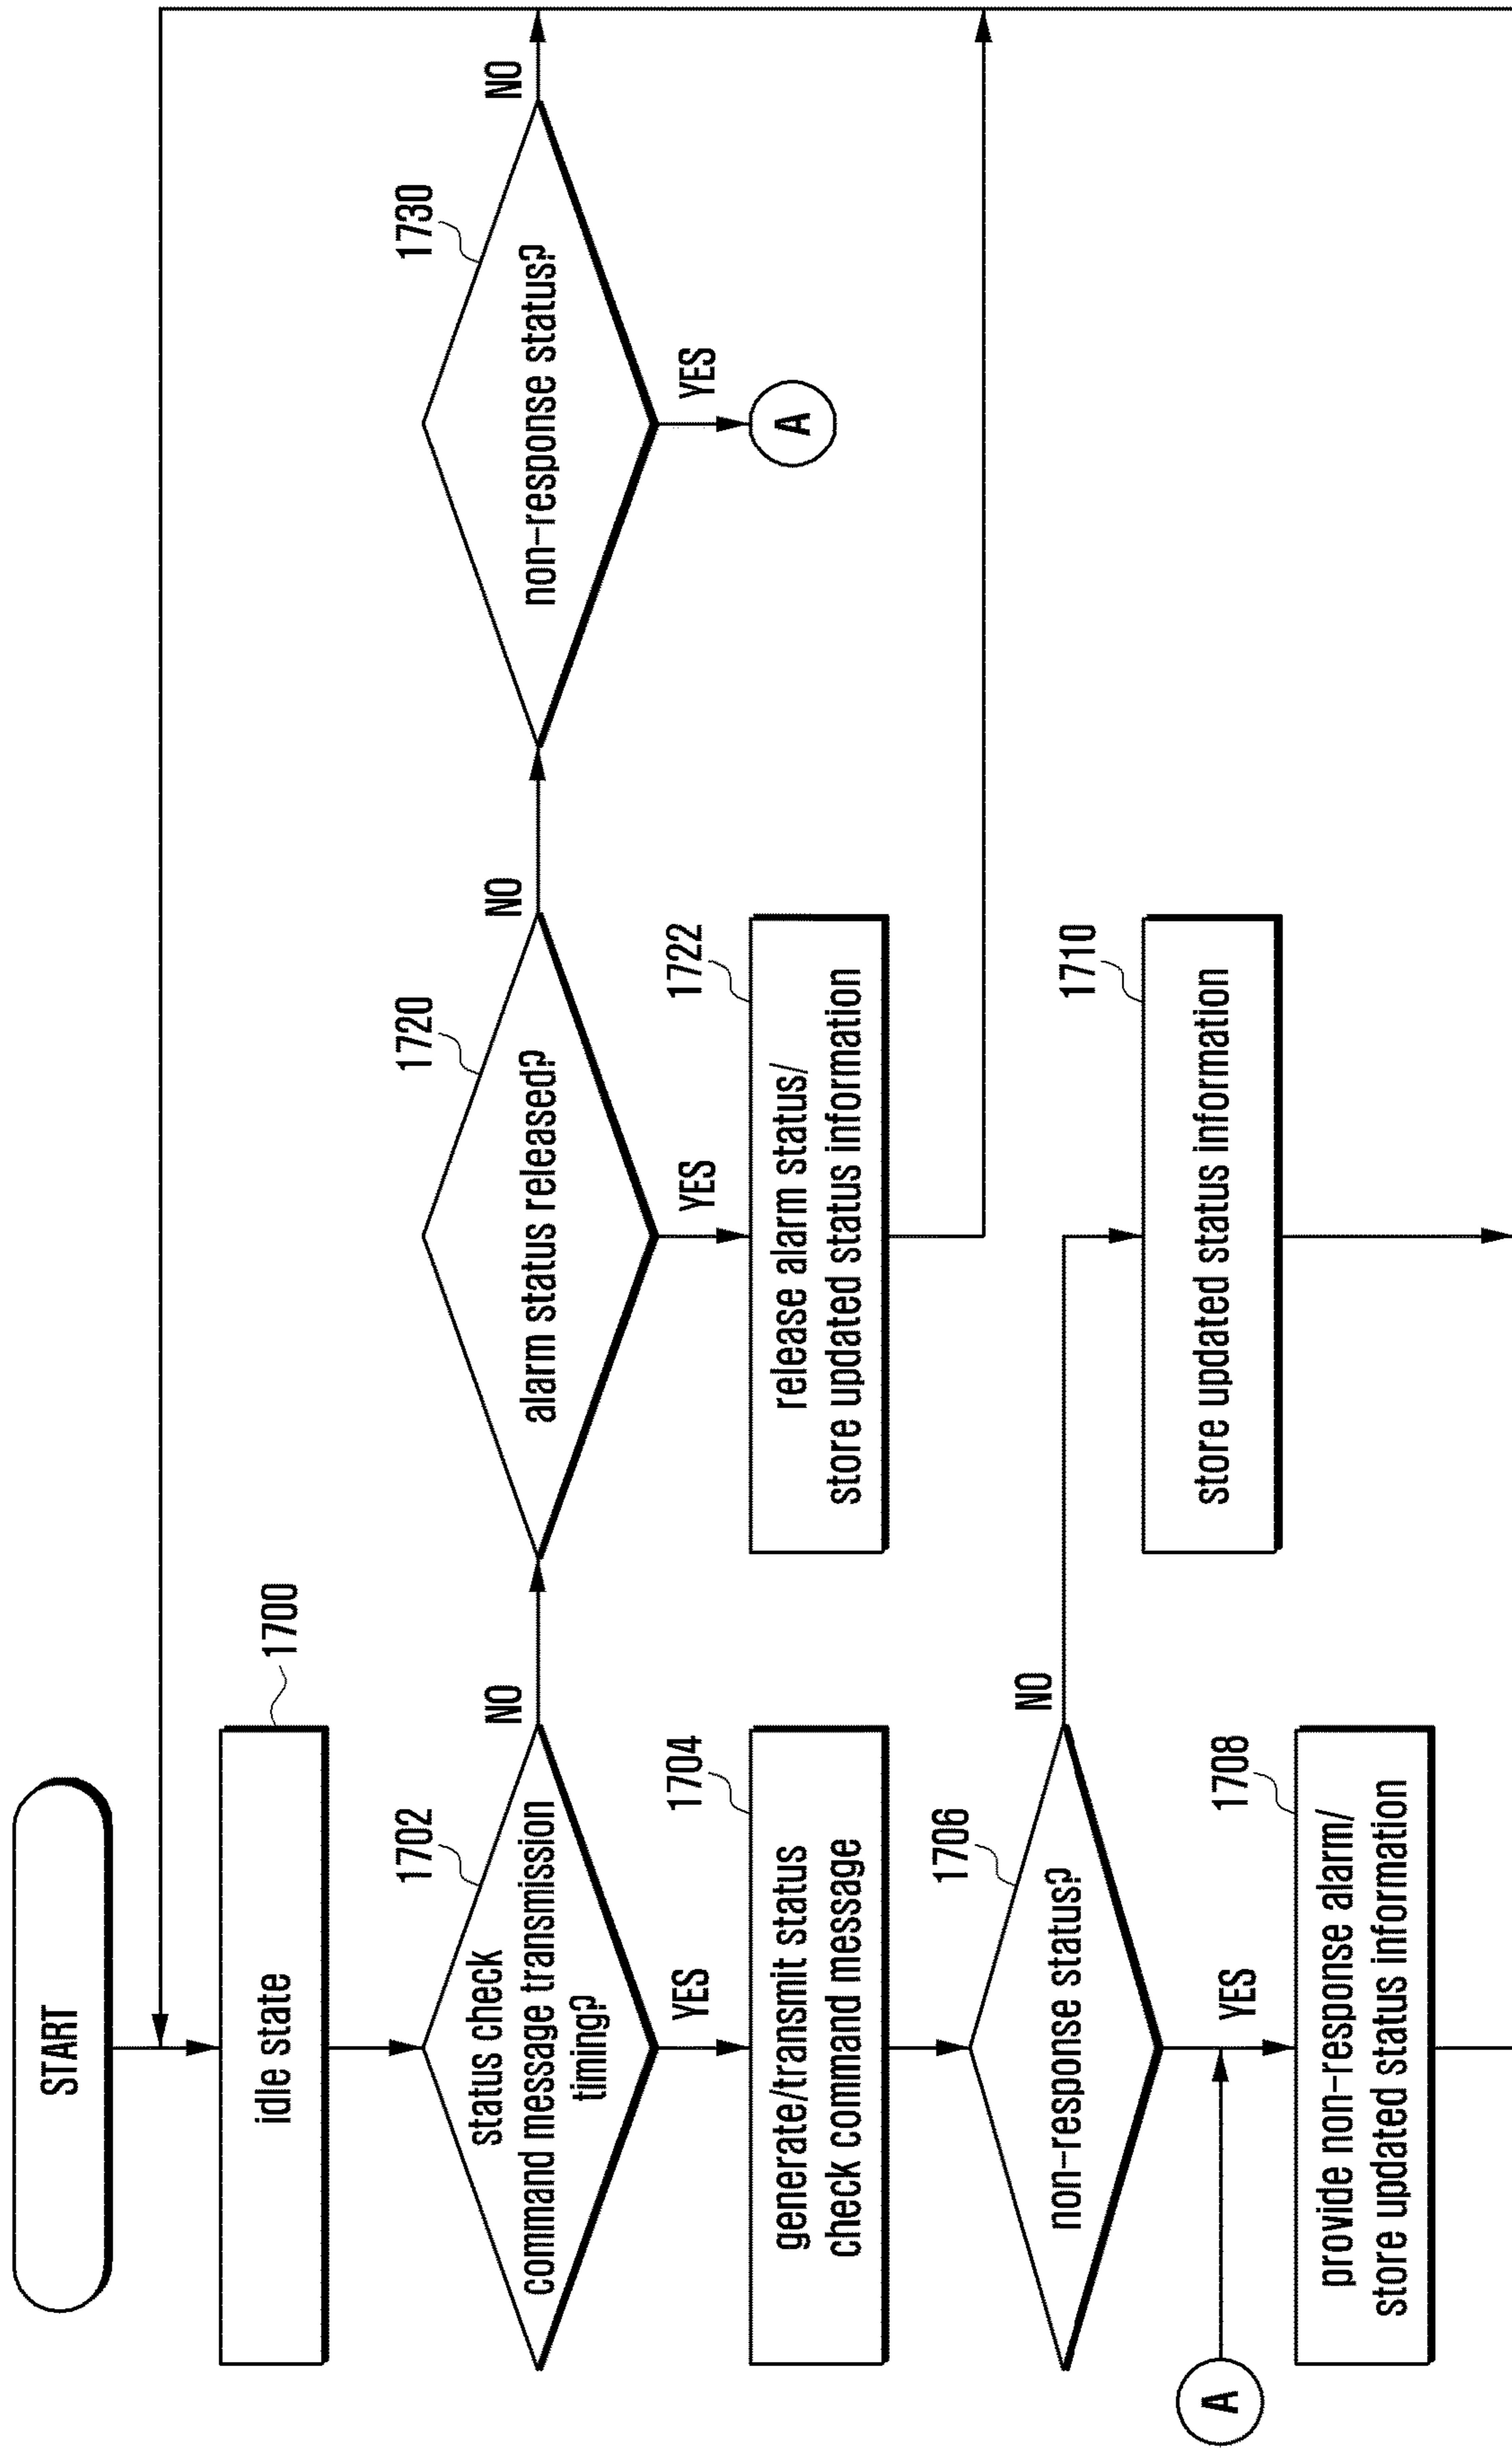 START
idle state
1700
status check
command message transmission
timing?
1702
NO
YES
alarm status released?
1720
NO
YES
non-response status?
1730
NO
YES
A
generate/transmit status
check command message
1704
release alarm status/
store updated status information
1722
non-response status?
1706
NO
YES
A
store updated status information
1710
provide non-response alarm/
store updated status information
1708